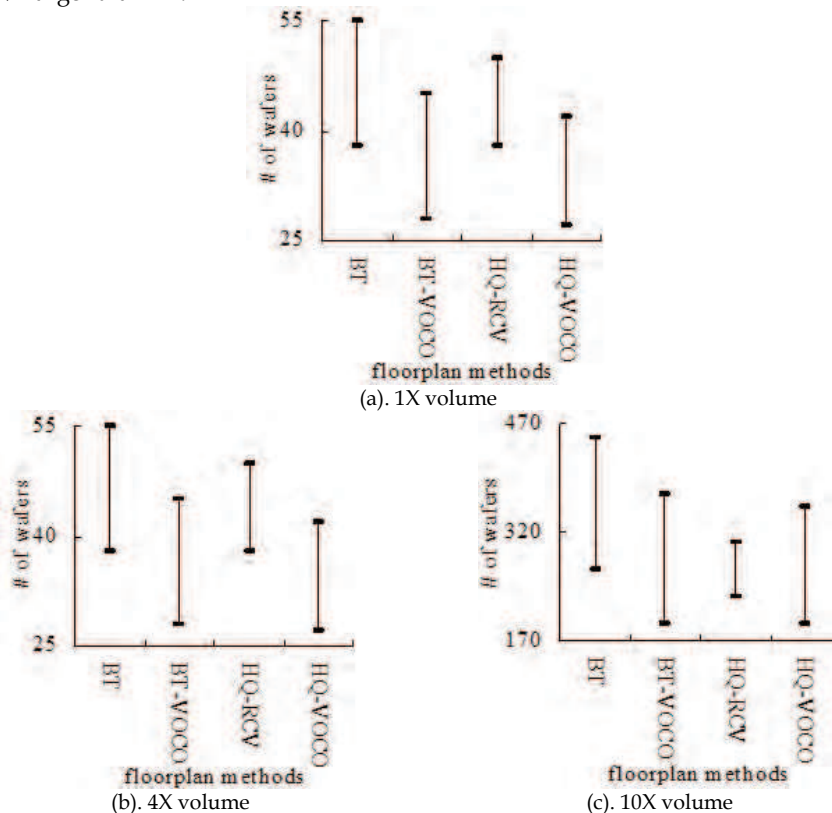 55
# of wafers
40
25
BT
BT-VOCO
HQ-RCV
HQ-VOCO
floorplan methods
(a). 1X volume
55
# of wafers
40
25
BT
BT-VOCO
HQ-RCV
HQ-VOCO
floorplan methods
(b). 4X volume
470
# of wafers
320
170
BT
BT-VOCO
HQ-RCV
HQ-VOCO
floorplan methods
(c). 10X volume